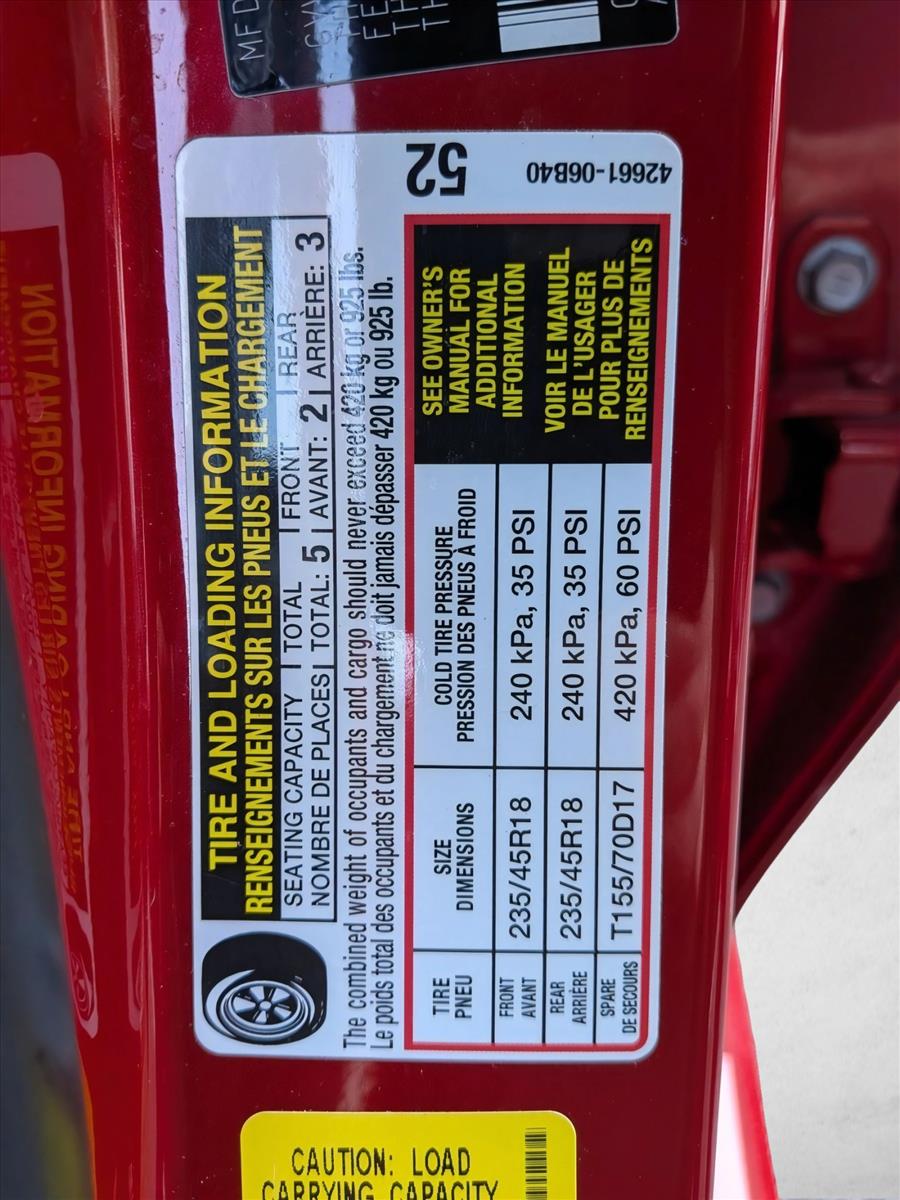 MFD
TIRE AND LOADING INFORMATION
RENSEIGNEMENTS SUR LES PNEUS ET LE CHARGEMENT
SEATING CAPACITY | TOTAL | FRONT | REAR
NOMBRE DE PLACES | TOTAL: 5 | AVANT: 2 | ARRIÈRE: 3
The combined weight of occupants and cargo should never exceed 420 kg or 925 lbs.
Le poids total des occupants et du chargement ne doit jamais dépasser 420 kg ou 925 lb.
52
42661-06B40
TIRE SIZE COLD TIRE PRESSURE
PNEU DIMENSIONS PRESSION DES PNEUS À FROID
FRONT
AVANT 235/45R18 240 kPa, 35 PSI
REAR
ARRIÈRE 235/45R18 240 kPa, 35 PSI
SPARE
DE SECOURS T155/70D17 420 kPa, 60 PSI
SEE OWNER'S
MANUAL FOR
ADDITIONAL
INFORMATION
VOIR LE MANUEL
DE L'USAGER
POUR PLUS DE
RENSEIGNEMENTS
CAUTION: LOAD
CARRYING CAPACITY